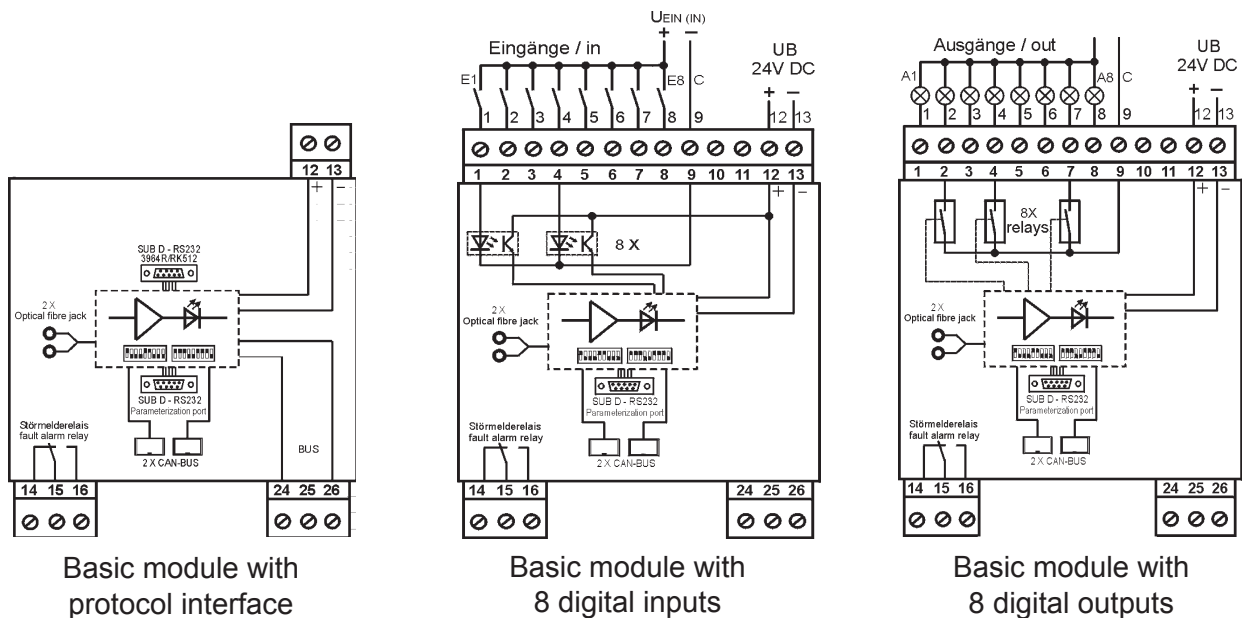 12 13
+ −
SUB D - RS232
3964R/RK512
2 X
Optical fibre jack
SUB D - RS232
Parameterization port
Störmelderelais
fault alarm relay
2 X CAN-BUS
BUS
14 15 16
24 25 26
Basic module with
protocol interface
UEIN (IN)
+ −
Eingänge / in
UB
24V DC
+ −
E1 E8 C
1 2 3 4 5 6 7 8 9 12 13
1 2 3 4 5 6 7 8 9 10 11 12 13
+ −
8 X
2 X
Optical fibre jack
SUB D - RS232
Parameterization port
Störmelderelais
fault alarm relay
2 X CAN-BUS
14 15 16
24 25 26
Basic module with
8 digital inputs
Ausgänge / out
UB
24V DC
+ −
A1 A8 C
1 2 3 4 5 6 7 8 9 12 13
1 2 3 4 5 6 7 8 9 10 11 12 13
+ −
8X
relays
2 X
Optical fibre jack
SUB D - RS232
Parameterization port
Störmelderelais
fault alarm relay
2 X CAN-BUS
14 15 16
24 25 26
Basic module with
8 digital outputs